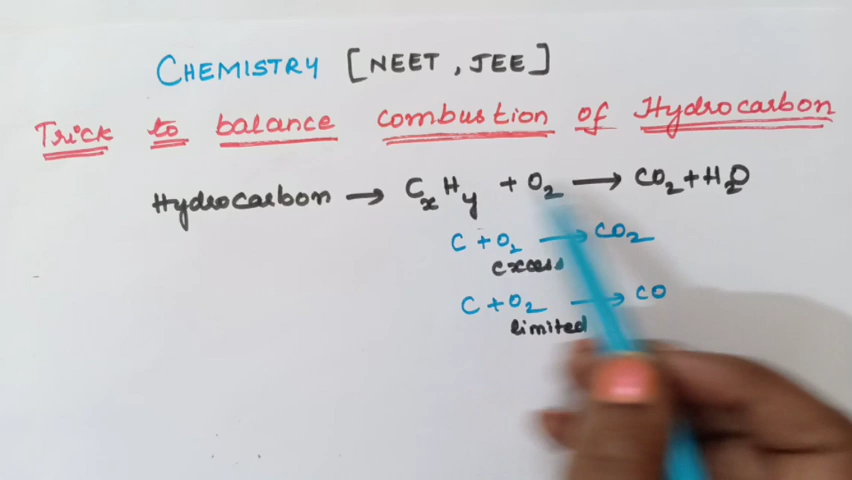 CHEMISTRY [NEET, JEE]
Trick to balance combustion of Hydrocarbon
Hydrocarbon → CxHy + O2 → CO2 + H2O
C + O2 → CO2
excess
C + O2 → CO
limited